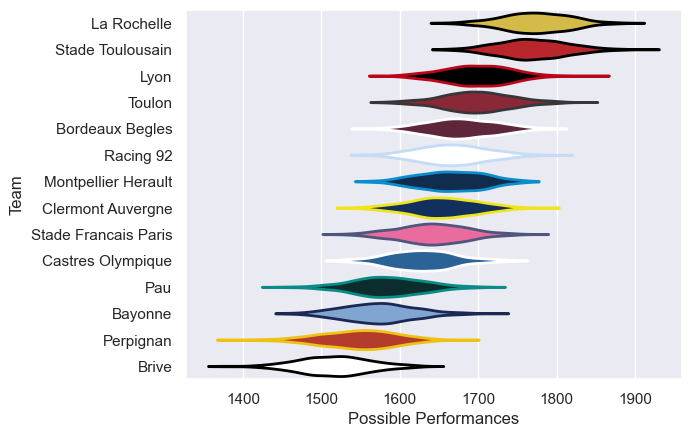 La Rochelle
Stade Toulousain
Lyon
Toulon
Bordeaux Begles
Racing 92
Montpellier Herault
Clermont Auvergne
Stade Francais Paris
Castres Olympique
Pau
Bayonne
Perpignan
Brive
Team
1400 1500 1600 1700 1800 1900
Possible Performances